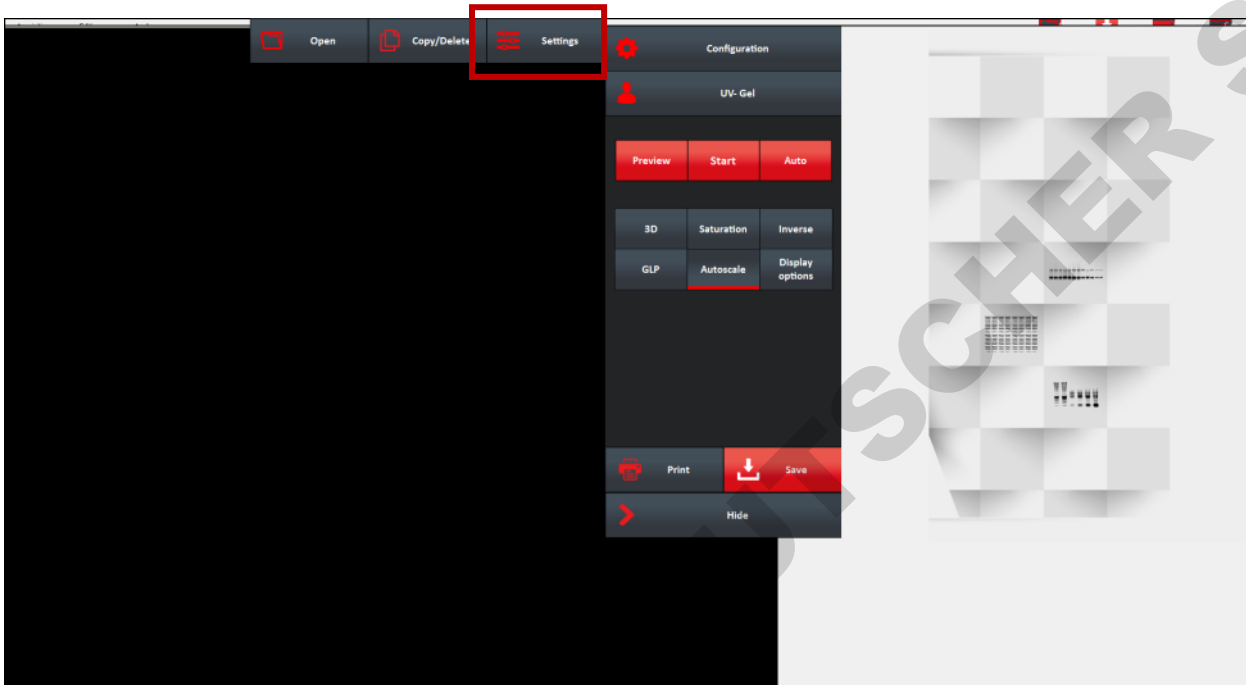 Open
Copy/Delete
Settings
Configuration
UV- Gel
Preview
Start
Auto
3D
Saturation
Inverse
GLP
Autoscale
Display
options
Print
Save
Hide